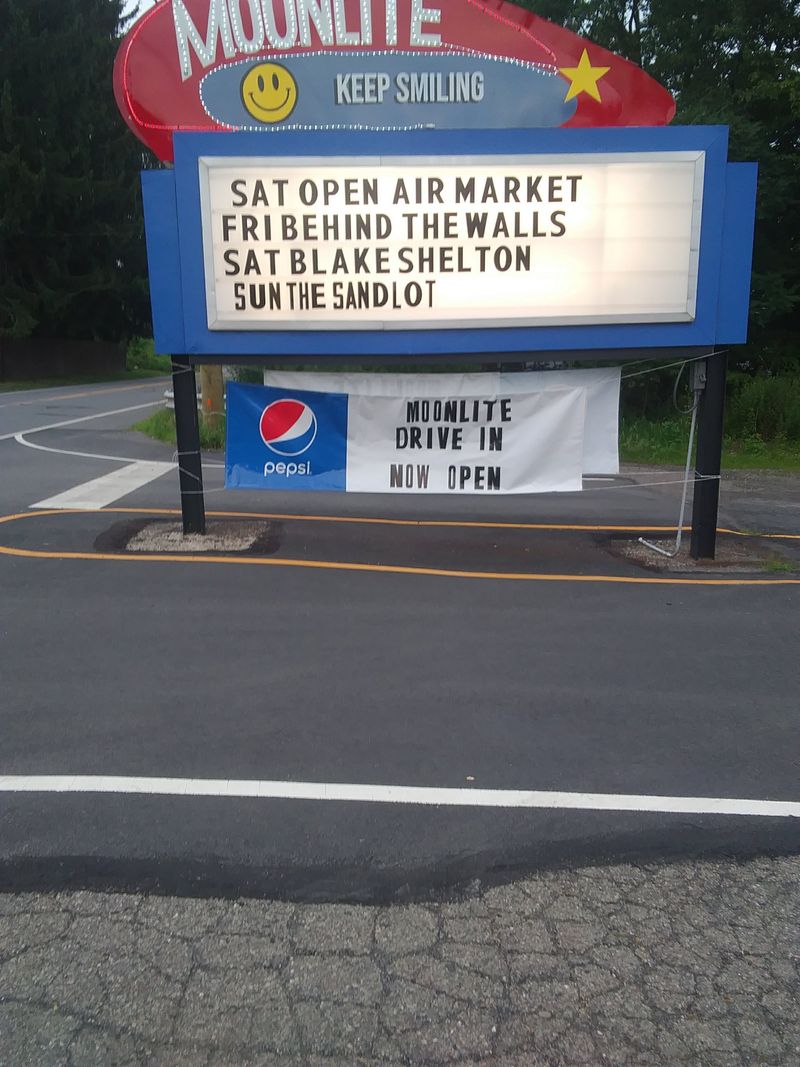 MOONLITE
KEEP SMILING
SAT OPEN AIR MARKET
FRI BEHIND THE WALLS
SAT BLAKE SHELTON
SUN THE SANDLOT
pepsi
MOONLITE
DRIVE IN
NOW OPEN